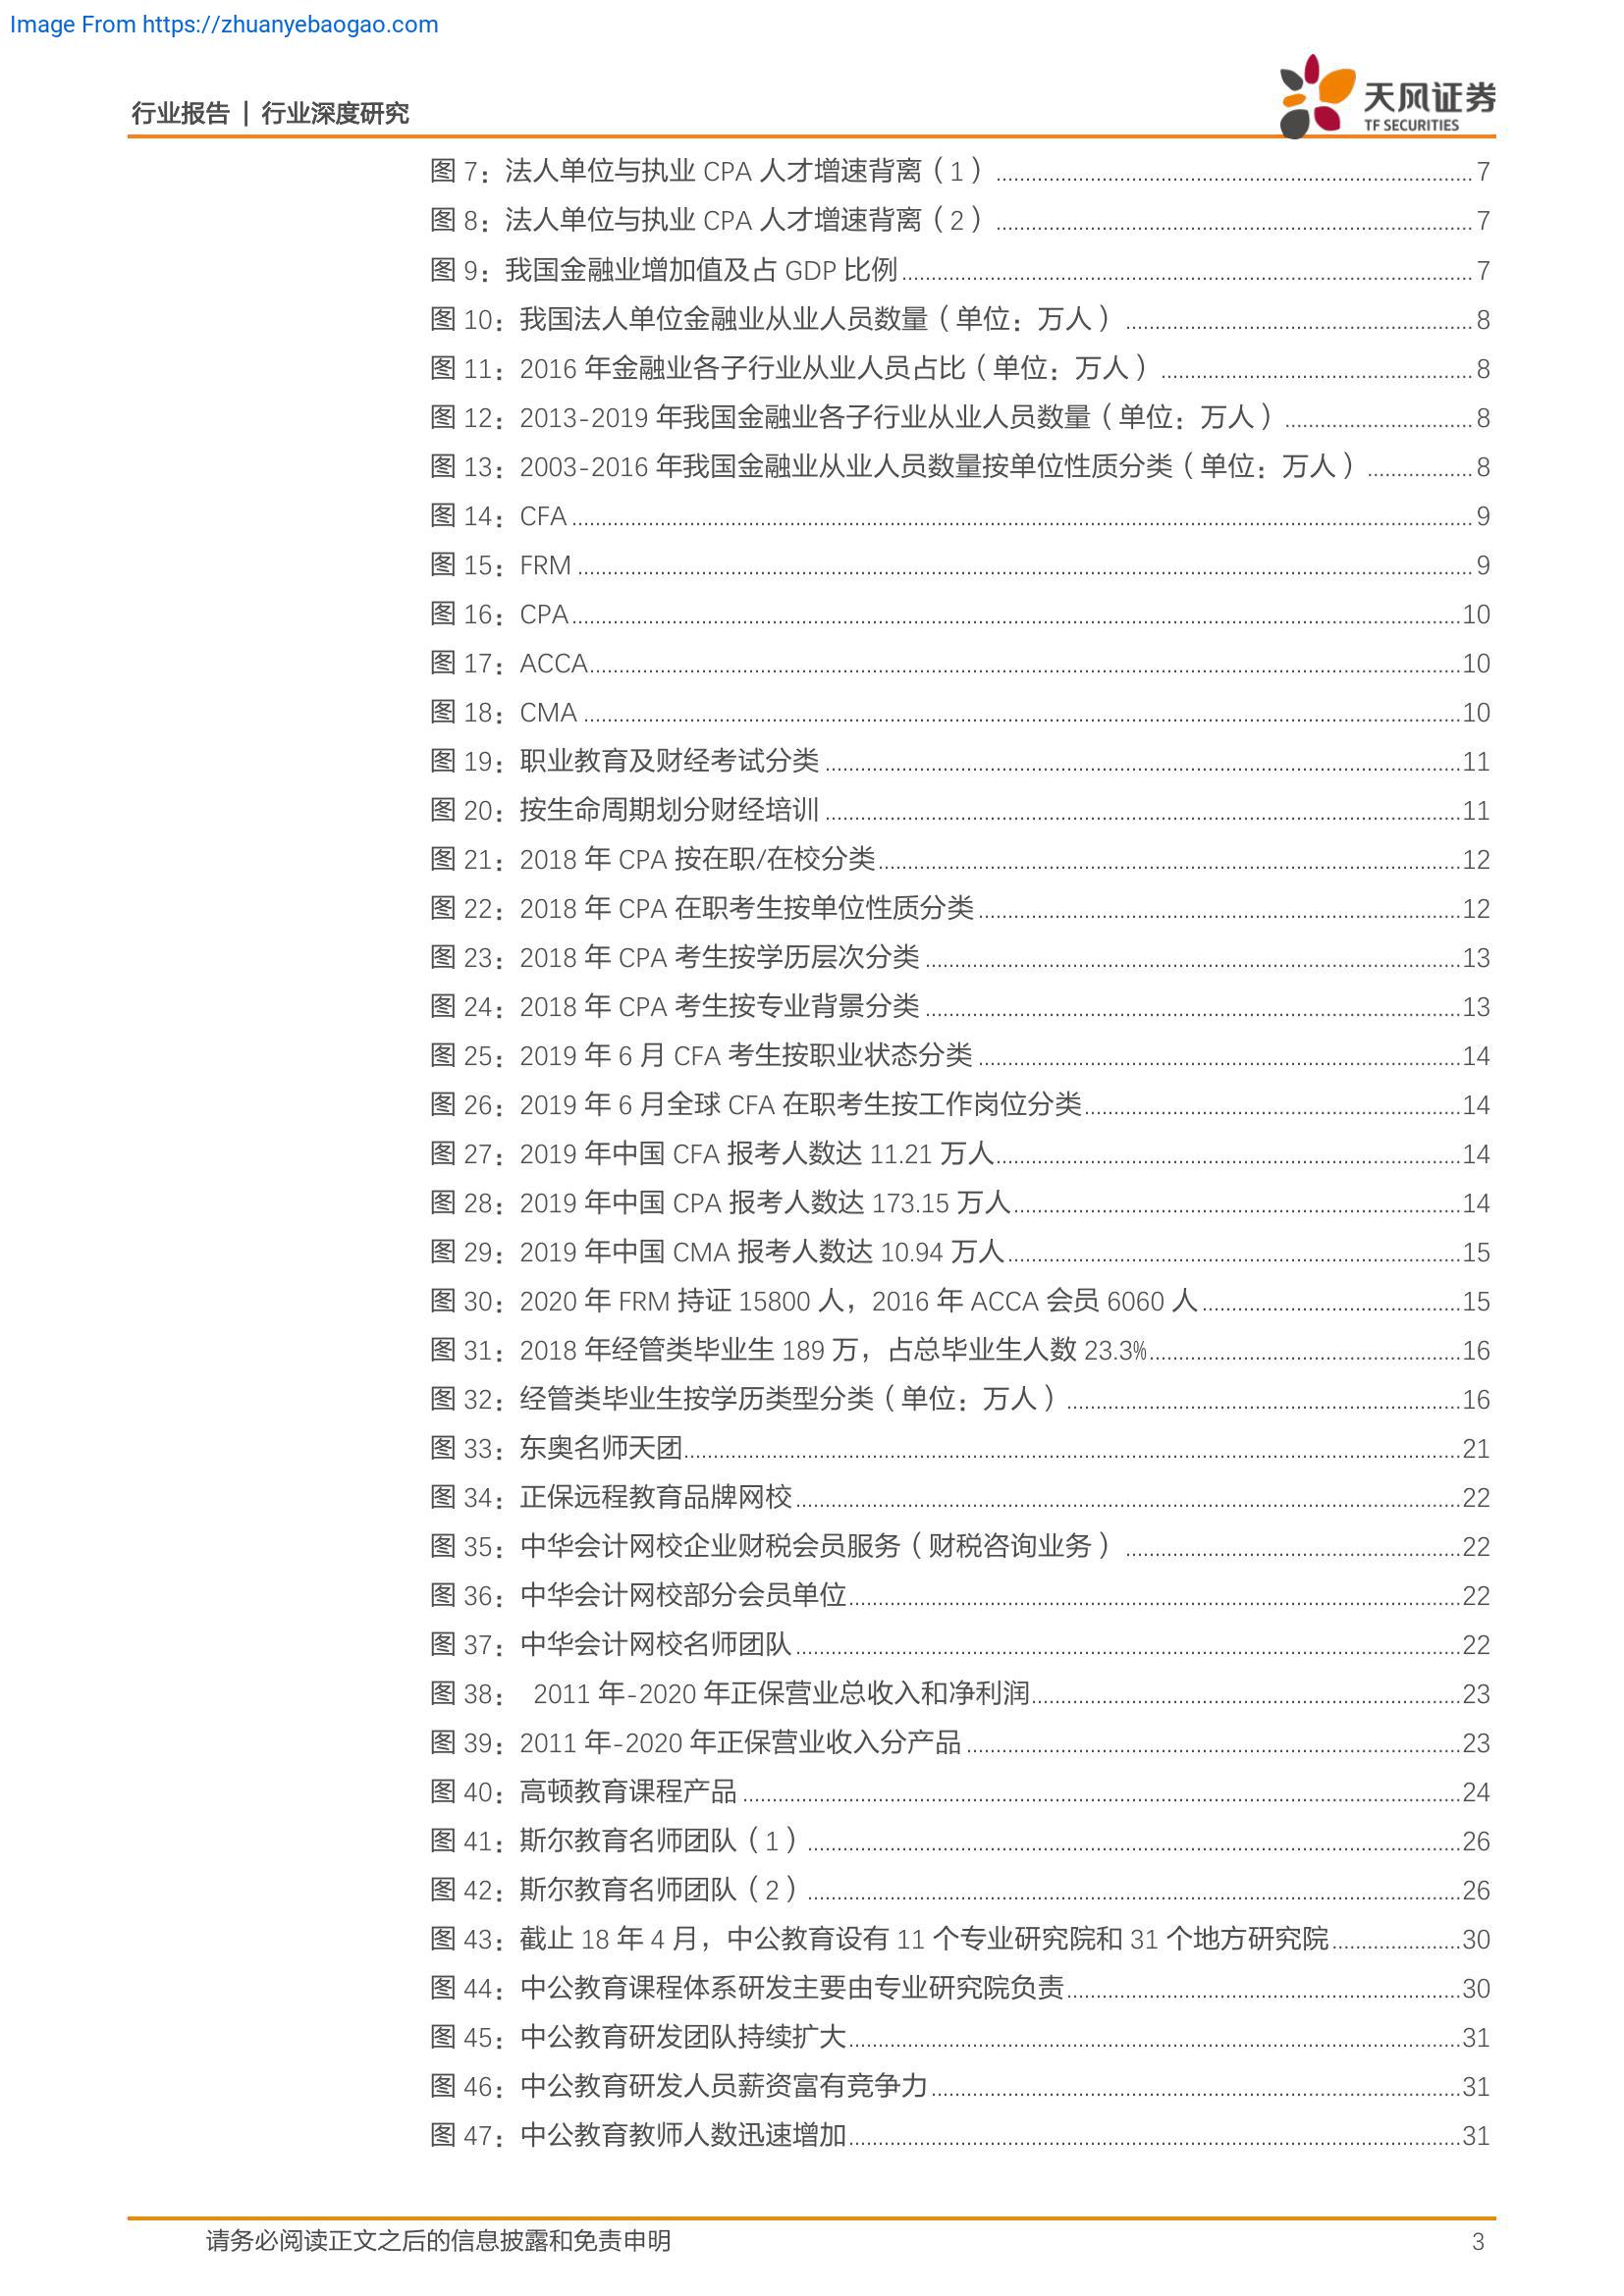 Image From https://zhuanyebaogao.com
行业报告 | 行业深度研究
天风证券
TF SECURITIES
图 7：法人单位与执业 CPA 人才增速背离（1） ........ 7
图 8：法人单位与执业 CPA 人才增速背离（2） ........ 7
图 9：我国金融业增加值及占 GDP 比例 ........ 7
图 10：我国法人单位金融业从业人员数量（单位：万人） ........ 8
图 11：2016 年金融业各子行业从业人员占比（单位：万人） ........ 8
图 12：2013-2019 年我国金融业各子行业从业人员数量（单位：万人） ........ 8
图 13：2003-2016 年我国金融业从业人员数量按单位性质分类（单位：万人） ........ 8
图 14：CFA ........ 9
图 15：FRM ........ 9
图 16：CPA ........ 10
图 17：ACCA ........ 10
图 18：CMA ........ 10
图 19：职业教育及财经考试分类 ........ 11
图 20：按生命周期划分财经培训 ........ 11
图 21：2018 年 CPA 按在职/在校分类 ........ 12
图 22：2018 年 CPA 在职考生按单位性质分类 ........ 12
图 23：2018 年 CPA 考生按学历层次分类 ........ 13
图 24：2018 年 CPA 考生按专业背景分类 ........ 13
图 25：2019 年 6 月 CFA 考生按职业状态分类 ........ 14
图 26：2019 年 6 月全球 CFA 在职考生按工作岗位分类 ........ 14
图 27：2019 年中国 CFA 报考人数达 11.21 万人 ........ 14
图 28：2019 年中国 CPA 报考人数达 173.15 万人 ........ 14
图 29：2019 年中国 CMA 报考人数达 10.94 万人 ........ 15
图 30：2020 年 FRM 持证 15800 人，2016 年 ACCA 会员 6060 人 ........ 15
图 31：2018 年经管类毕业生 189 万，占总毕业生人数 23.3% ........ 16
图 32：经管类毕业生按学历类型分类（单位：万人） ........ 16
图 33：东奥名师天团 ........ 21
图 34：正保远程教育品牌网校 ........ 22
图 35：中华会计网校企业财税会员服务（财税咨询业务） ........ 22
图 36：中华会计网校部分会员单位 ........ 22
图 37：中华会计网校名师团队 ........ 22
图 38： 2011 年-2020 年正保营业总收入和净利润 ........ 23
图 39：2011 年-2020 年正保营业收入分产品 ........ 23
图 40：高顿教育课程产品 ........ 24
图 41：斯尔教育名师团队（1） ........ 26
图 42：斯尔教育名师团队（2） ........ 26
图 43：截止 18 年 4 月，中公教育设有 11 个专业研究院和 31 个地方研究院 ........ 30
图 44：中公教育课程体系研发主要由专业研究院负责 ........ 30
图 45：中公教育研发团队持续扩大 ........ 31
图 46：中公教育研发人员薪资富有竞争力 ........ 31
图 47：中公教育教师人数迅速增加 ........ 31
请务必阅读正文之后的信息披露和免责申明 3